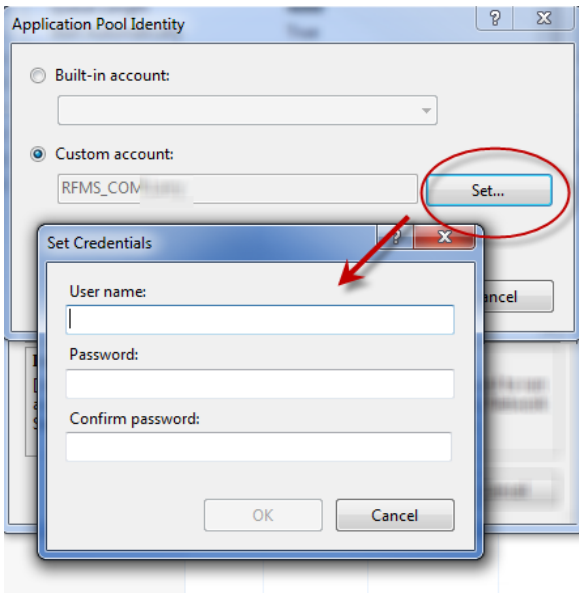 Application Pool Identity
Built-in account:
Custom account:
RFMS_COM
Set...
Set Credentials
User name:
Password:
Confirm password:
OK
Cancel
ancel